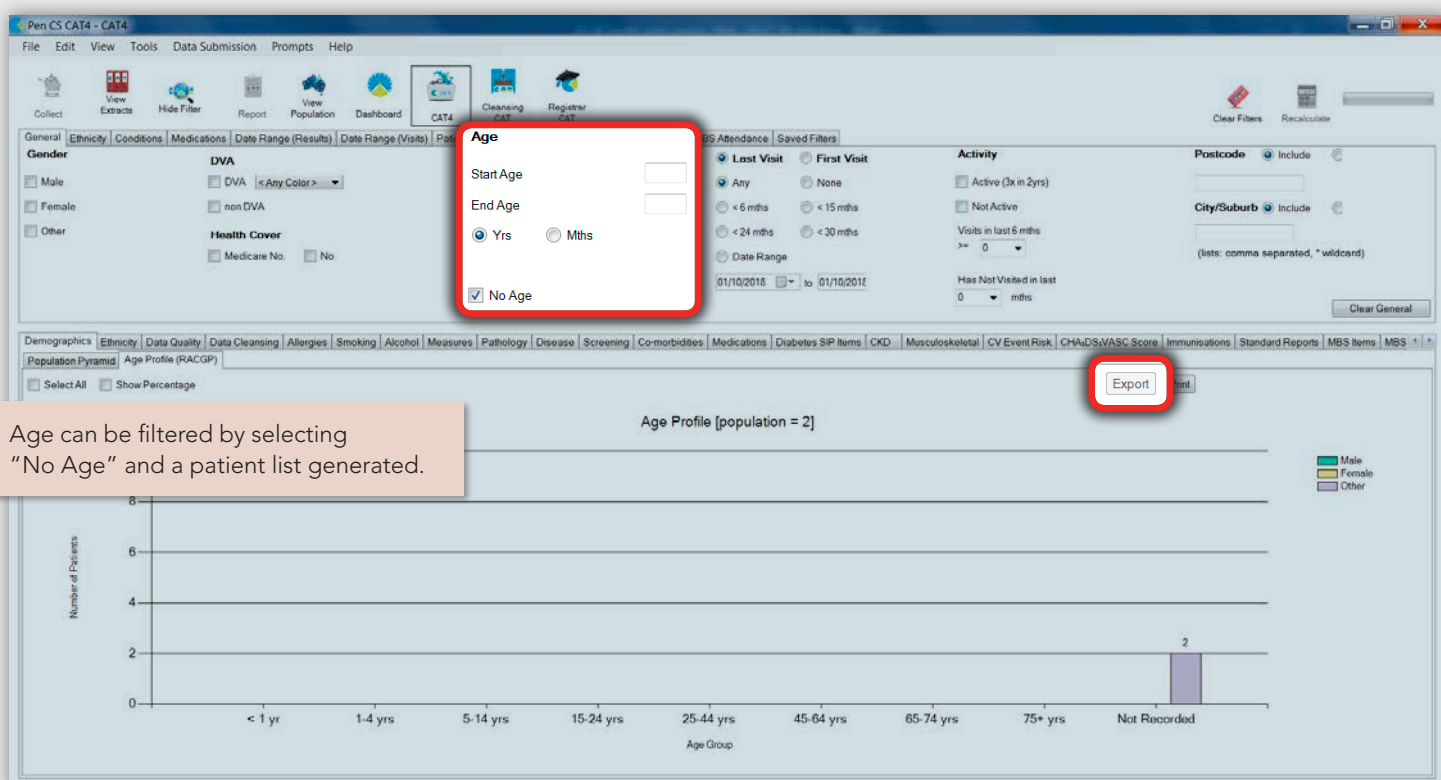 Pen CS CAT4 - CAT4
File Edit View Tools Data Submission Prompts Help
Collect
View Extracts
Hide Filter
Report
View Population
Dashboard
CAT4
Cleansing CAT
Registrar CAT
Clear Filters
Recalculate
General Ethnicity Conditions Medications Date Range (Results) Date Range (Visits) Saved Filters
Gender
Male
Female
Other
DVA
DVA <Any Color>
non DVA
Health Cover
Medicare No. No
Age
Start Age
End Age
Yrs Mths
No Age
Last Visit First Visit
Any None
< 6 mths < 15 mths
< 24 mths < 30 mths
Date Range
01/10/2018 to 01/10/2018
Activity
Active (3x in 2yrs)
Not Active
Visits in last 6 mths
>= 0
Has Not Visited in last
0 mths
Postcode Include
City/Suburb Include
(lists: comma separated, * wildcard)
Clear General
Demographics Ethnicity Data Quality Data Cleansing Allergies Smoking Alcohol Measures Pathology Disease Screening Co-morbidities Medications Diabetes SIP Items CKD Musculoskeletal CV Event Risk CHA₂DS₂VASC Score Immunisations Standard Reports MBS Items MBS
Population Pyramid Age Profile (RACGP)
Select All Show Percentage
Export
Age can be filtered by selecting
"No Age" and a patient list generated.
Age Profile [population = 2]
Male
Female
Other
Number of Patients
8
6
4
2
0
2
< 1 yr 1-4 yrs 5-14 yrs 15-24 yrs 25-44 yrs 45-64 yrs 65-74 yrs 75+ yrs Not Recorded
Age Group